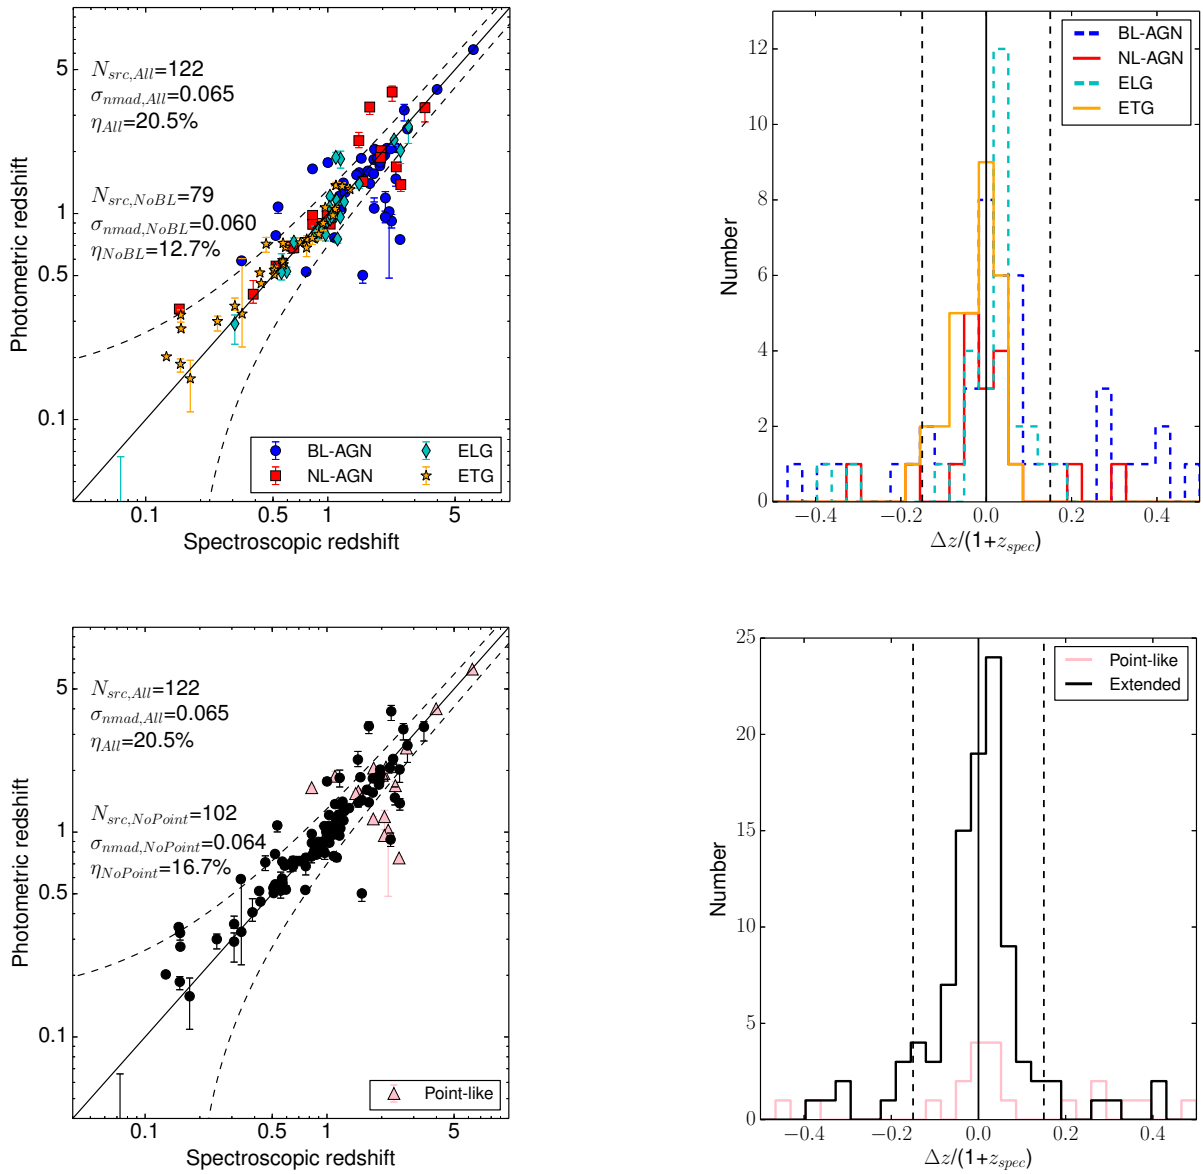 5
1
0.5
0.1
Photometric redshift
N_src,All=122
σ_nmad,All=0.065
η_All=20.5%
N_src,NoBL=79
σ_nmad,NoBL=0.060
η_NoBL=12.7%
BL-AGN
NL-AGN
ELG
ETG
0.1 0.5 1 5
Spectroscopic redshift
12
10
8
6
4
2
0
Number
BL-AGN
NL-AGN
ELG
ETG
−0.4 −0.2 0.0 0.2 0.4
Δz/(1+z_spec)
5
1
0.5
0.1
Photometric redshift
N_src,All=122
σ_nmad,All=0.065
η_All=20.5%
N_src,NoPoint=102
σ_nmad,NoPoint=0.064
η_NoPoint=16.7%
Point-like
0.1 0.5 1 5
Spectroscopic redshift
25
20
15
10
5
0
Number
Point-like
Extended
−0.4 −0.2 0.0 0.2 0.4
Δz/(1+z_spec)